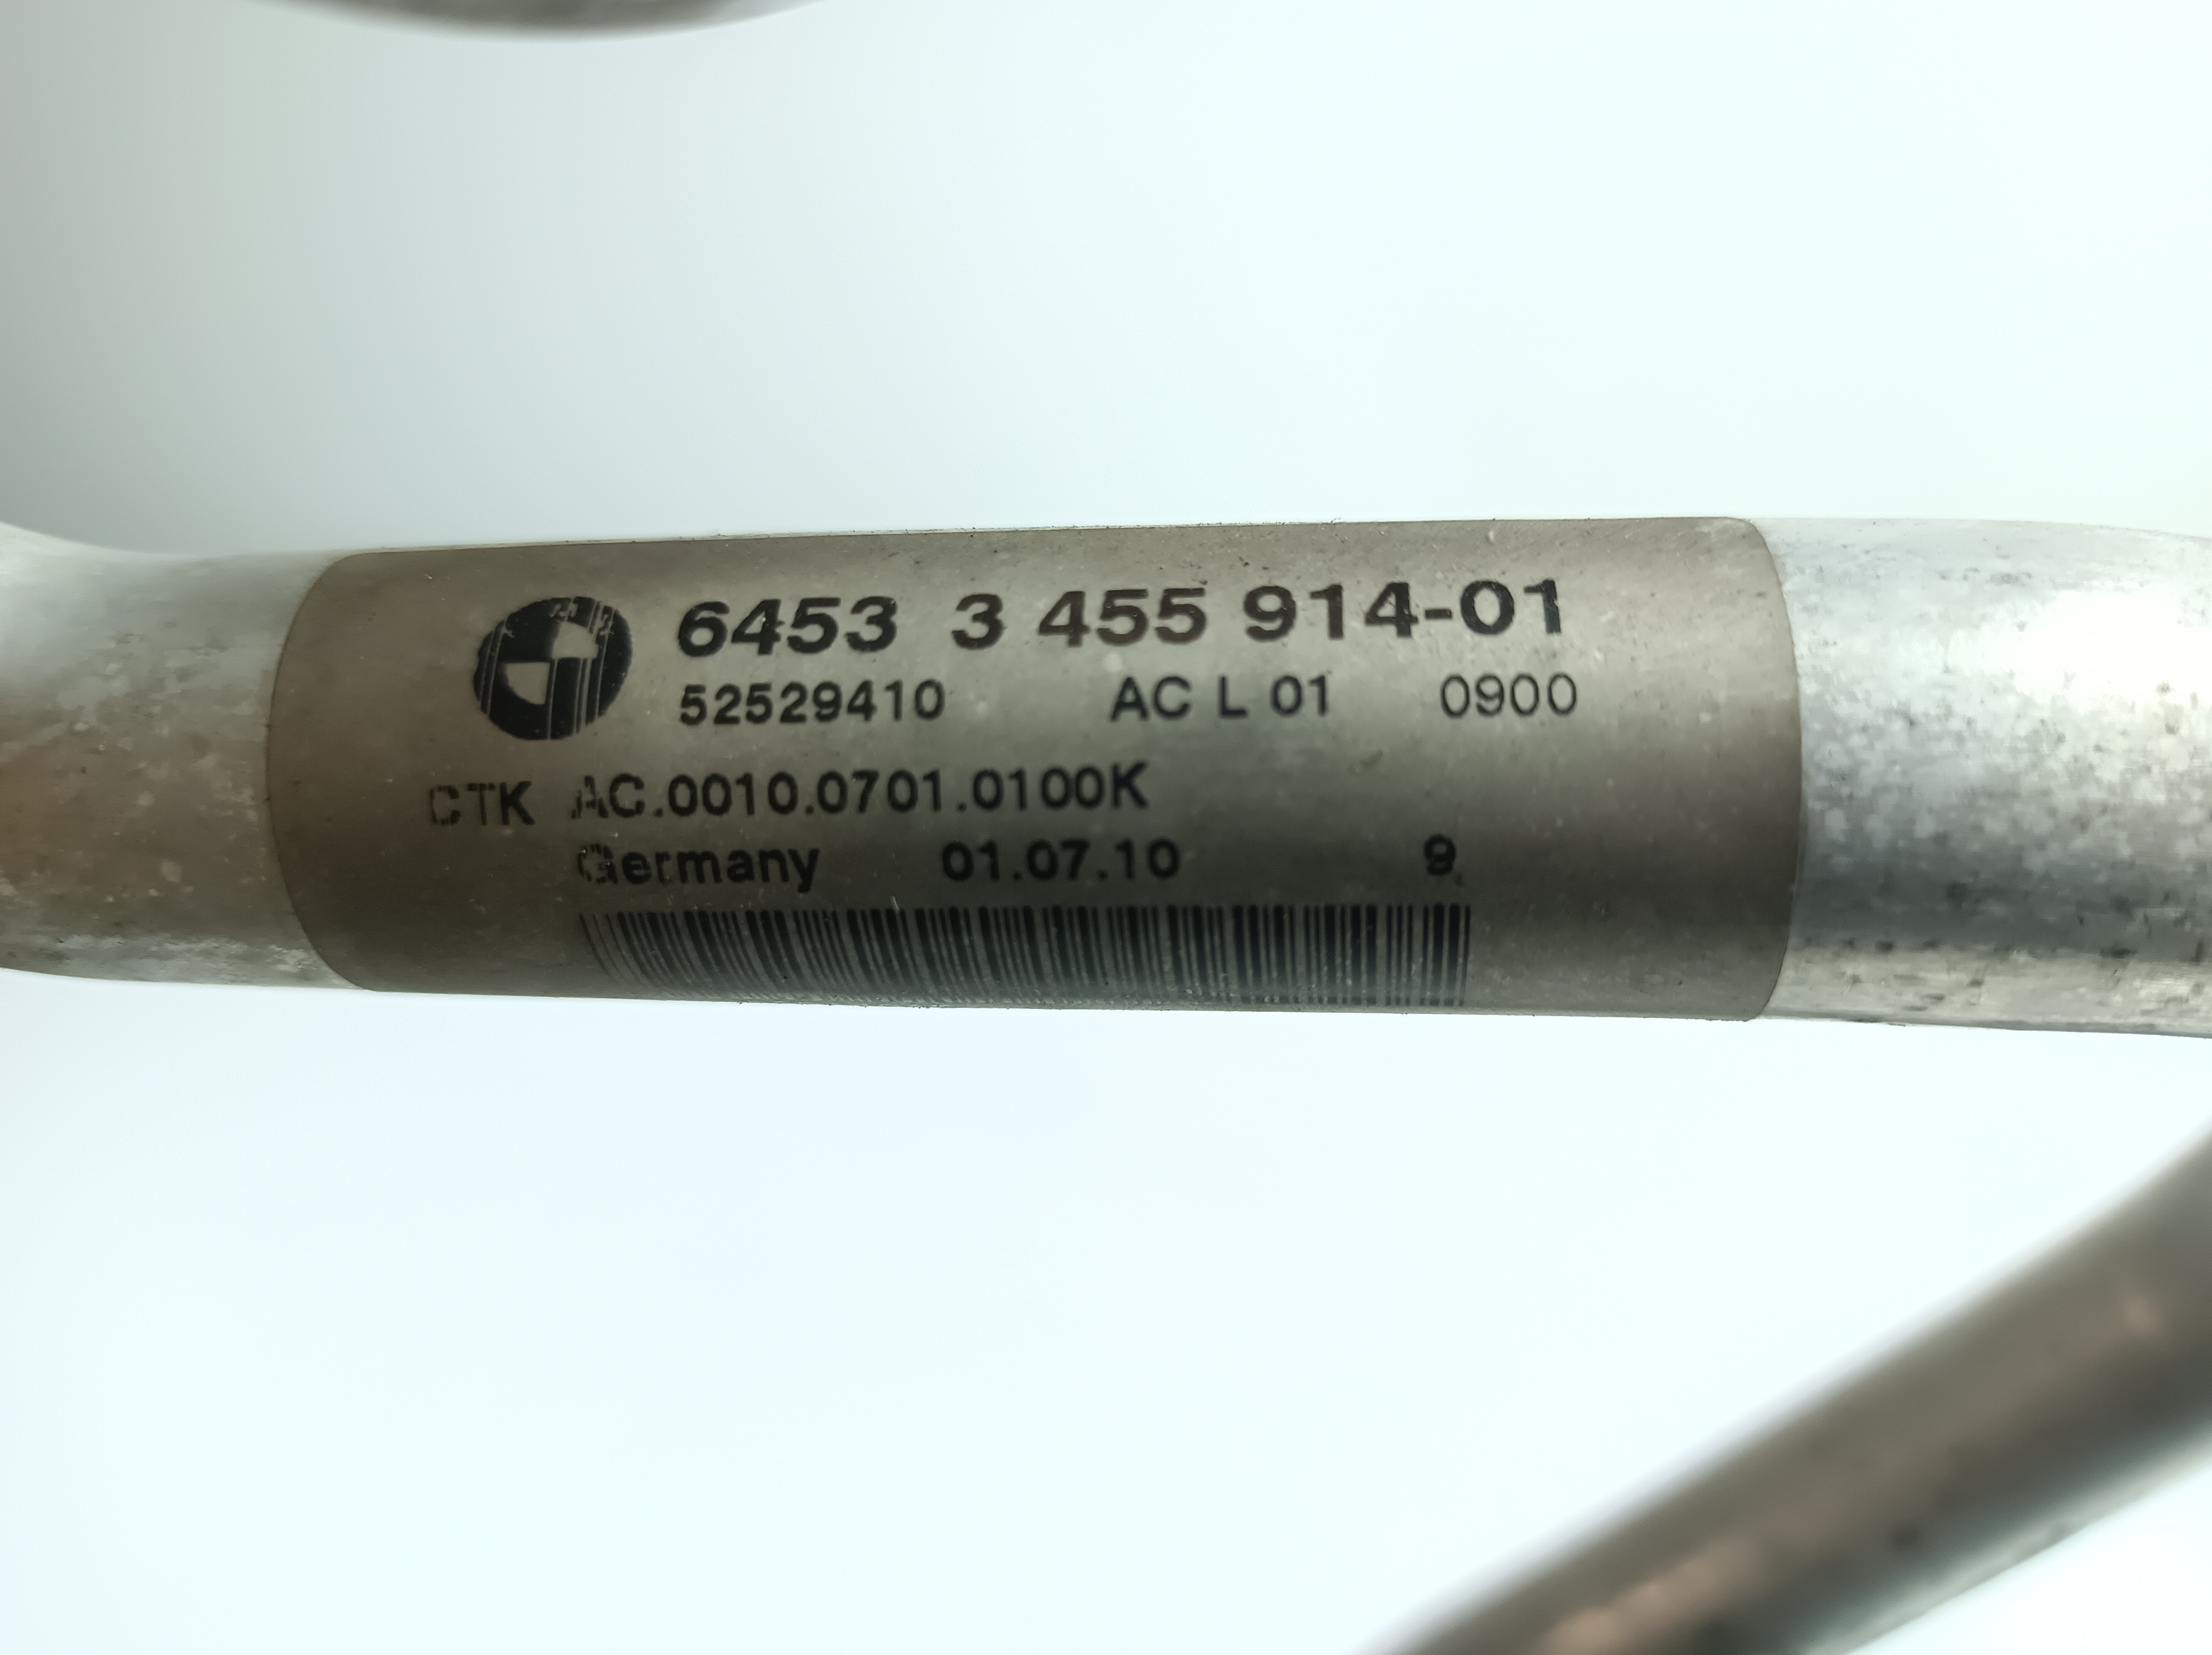 6453 3 455 914-01
52529410 AC L 01 0900
CTK AC.0010.0701.0100K
Germany 01.07.10 9